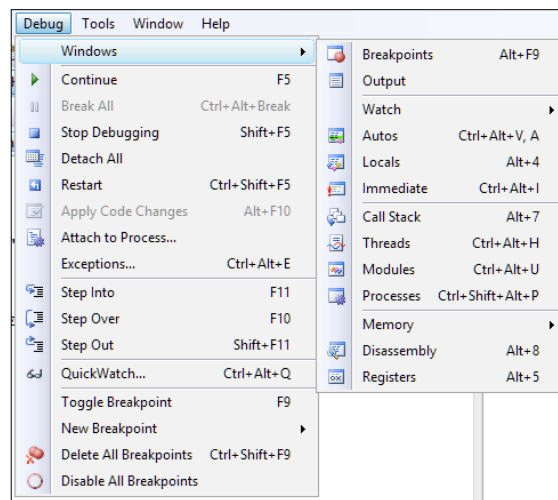 Debug Tools Window Help
Windows
Continue F5
Break All Ctrl+Alt+Break
Stop Debugging Shift+F5
Detach All
Restart Ctrl+Shift+F5
Apply Code Changes Alt+F10
Attach to Process...
Exceptions... Ctrl+Alt+E
Step Into F11
Step Over F10
Step Out Shift+F11
QuickWatch... Ctrl+Alt+Q
Toggle Breakpoint F9
New Breakpoint
Delete All Breakpoints Ctrl+Shift+F9
Disable All Breakpoints
Breakpoints Alt+F9
Output
Watch
Autos Ctrl+Alt+V, A
Locals Alt+4
Immediate Ctrl+Alt+I
Call Stack Alt+7
Threads Ctrl+Alt+H
Modules Ctrl+Alt+U
Processes Ctrl+Shift+Alt+P
Memory
Disassembly Alt+8
Registers Alt+5